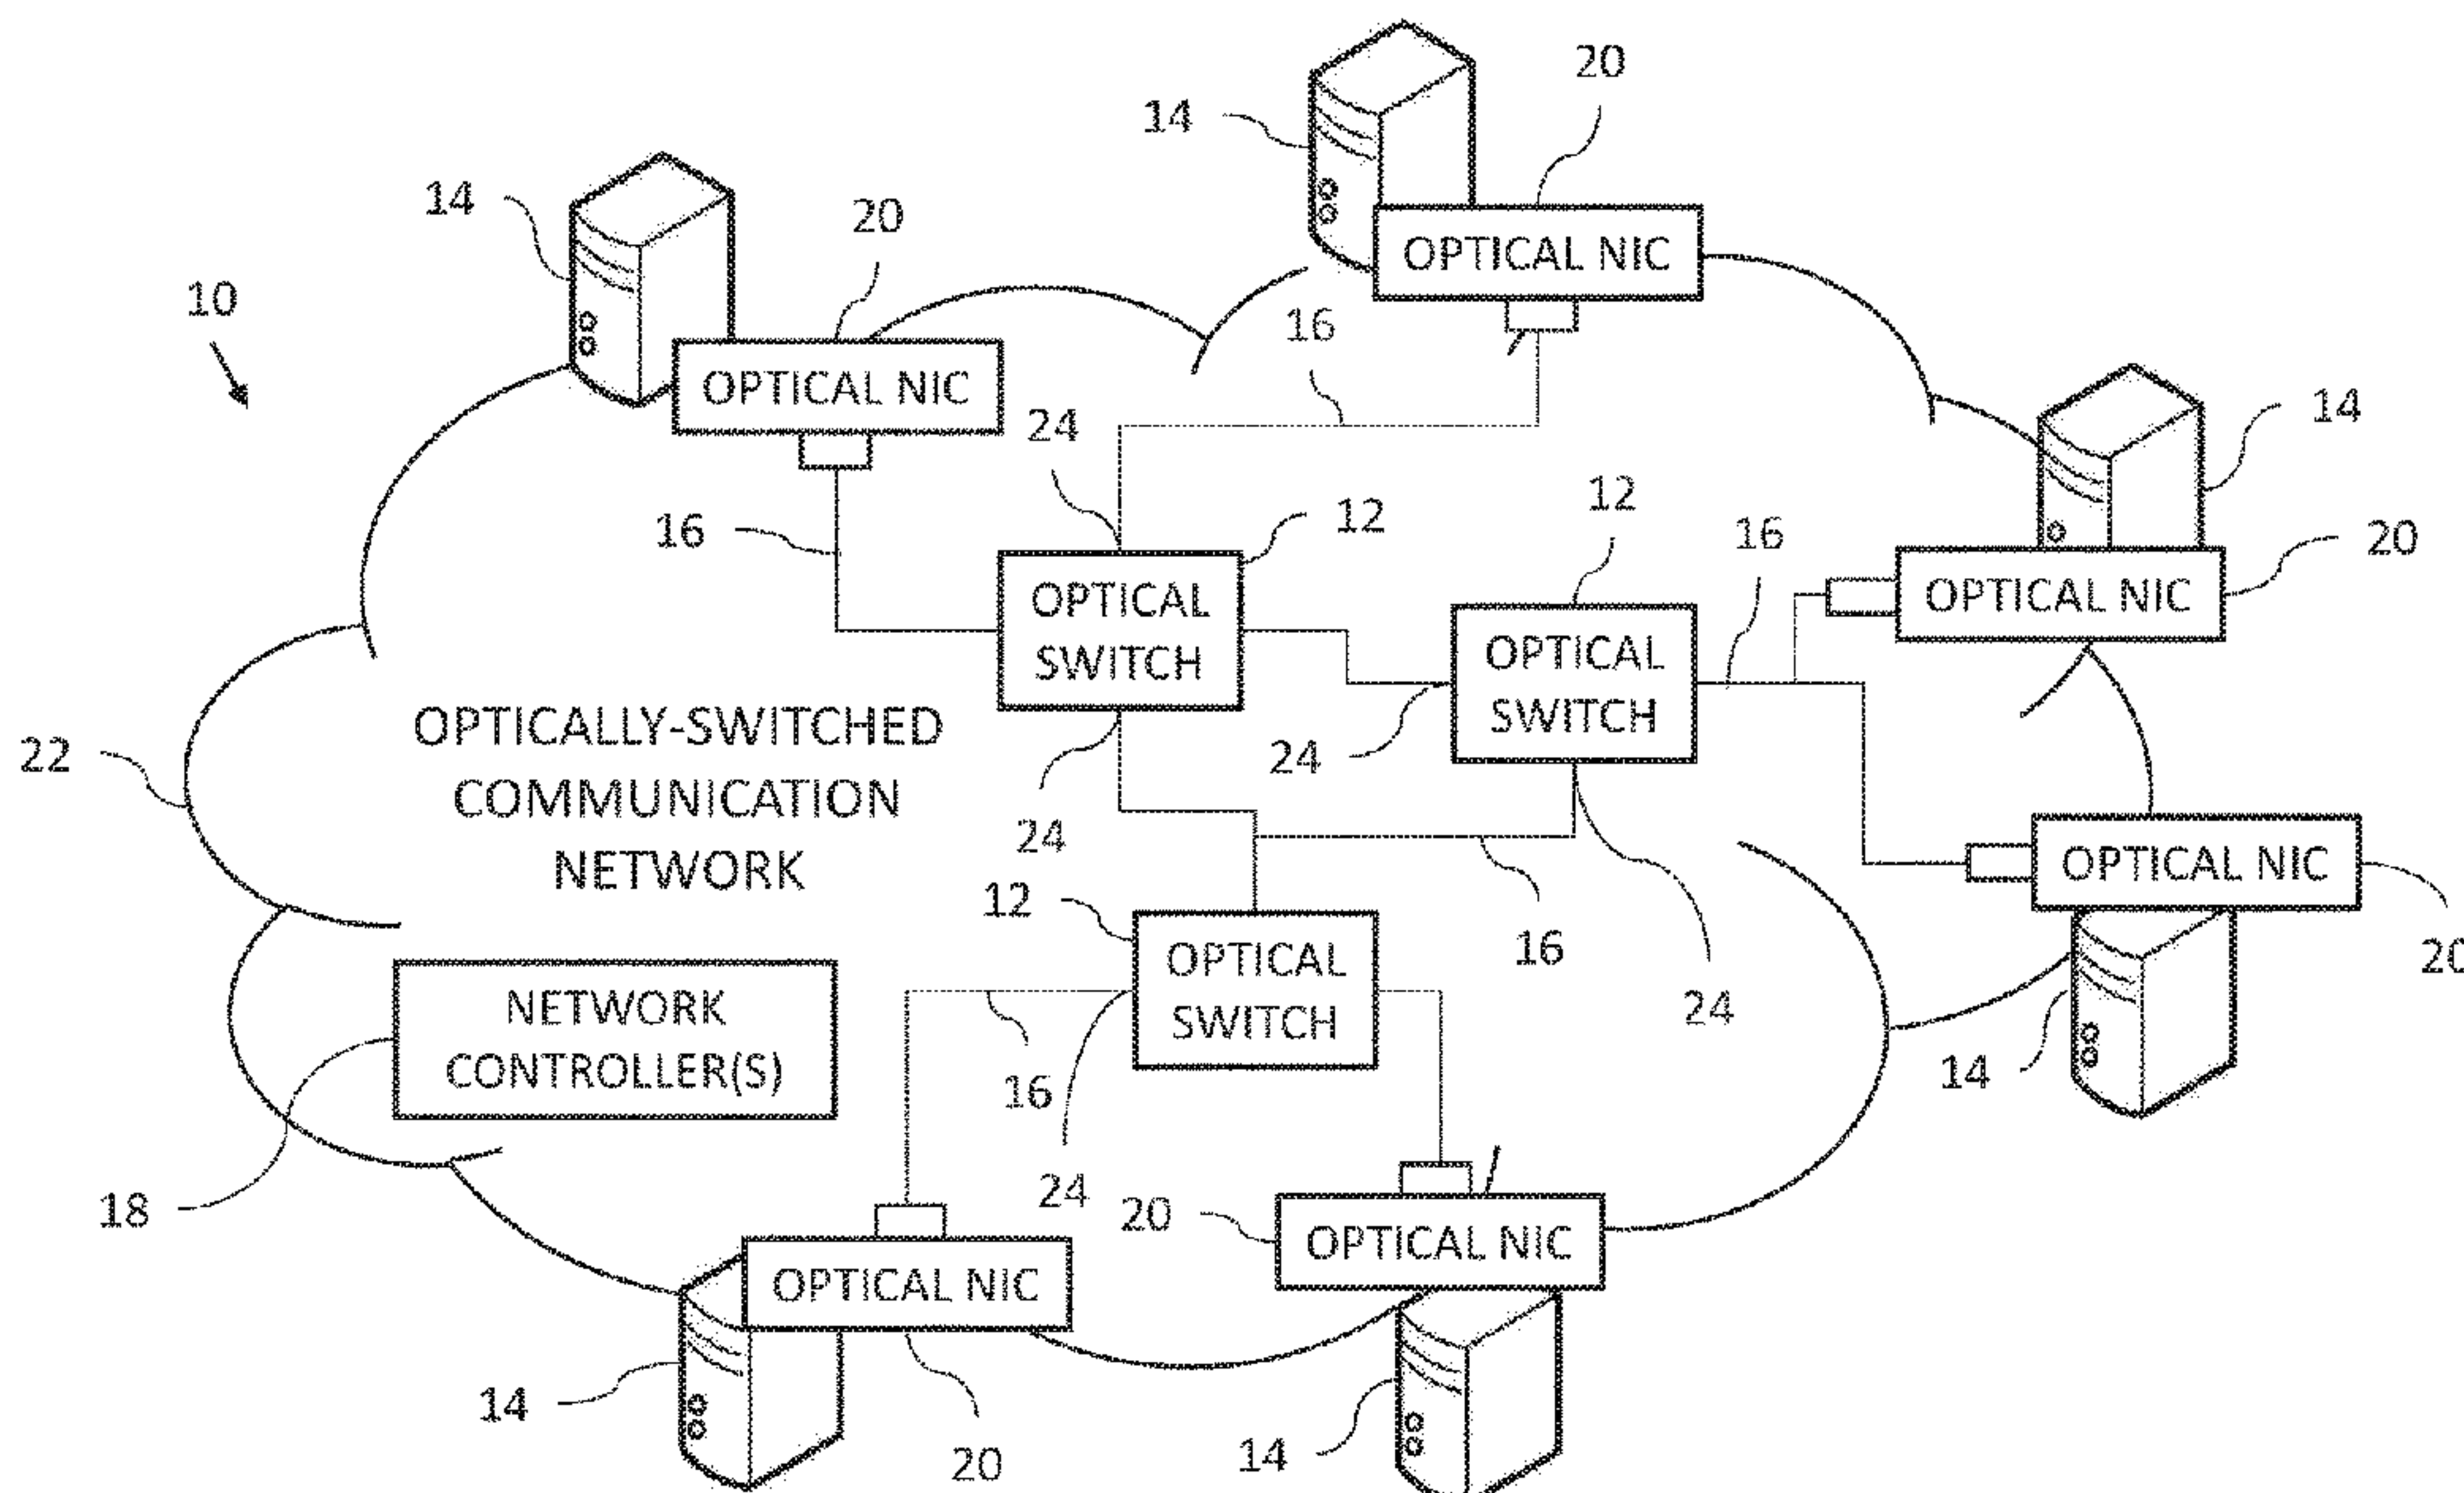 20
14
14
20
OPTICAL NIC
10
16
OPTICAL NIC
14
24
12
12
16
16
20
OPTICAL NIC
OPTICAL
SWITCH
OPTICAL
SWITCH
OPTICALLY-SWITCHED
COMMUNICATION
NETWORK
22
24
24
OPTICAL NIC
12
16
20
OPTICAL
SWITCH
24
NETWORK
CONTROLLER(S)
14
16
24
18
20
OPTICAL NIC
OPTICAL NIC
14
20
14